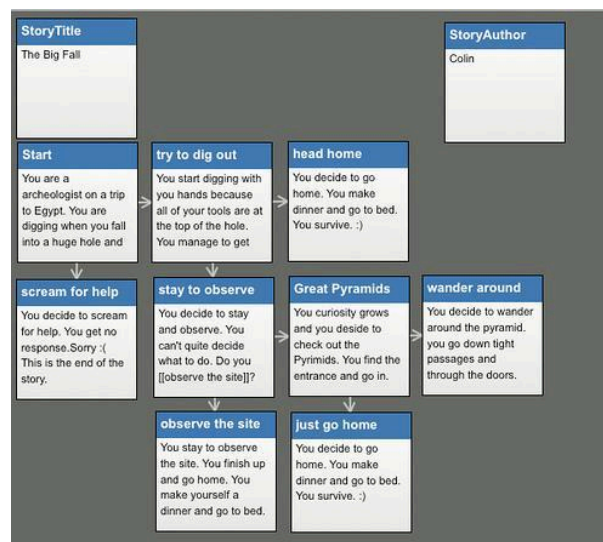 StoryTitle
The Big Fall
StoryAuthor
Colin
Start
You are a
archeologist on a trip
to Egypt. You are
digging when you fall
into a huge hole and
try to dig out
You start digging with
you hands because
all of your tools are at
the top of the hole.
You manage to get
head home
You decide to go
home. You make
dinner and go to bed.
You survive. :)
scream for help
You decide to scream
for help. You get no
response.Sorry :(
This is the end of the
story.
stay to observe
You decide to stay
and observe. You
can't quite decide
what to do. Do you
[[observe the site]]?
Great Pyramids
You curiosity grows
and you deside to
check out the
Pyrimids. You find the
entrance and go in.
wander around
You decide to wander
around the pyramid.
you go down tight
passages and
through the doors.
observe the site
You stay to observe
the site. You finish up
and go home. You
make yourself a
dinner and go to bed.
just go home
You decide to go
home. You make
dinner and go to bed.
You survive. :)